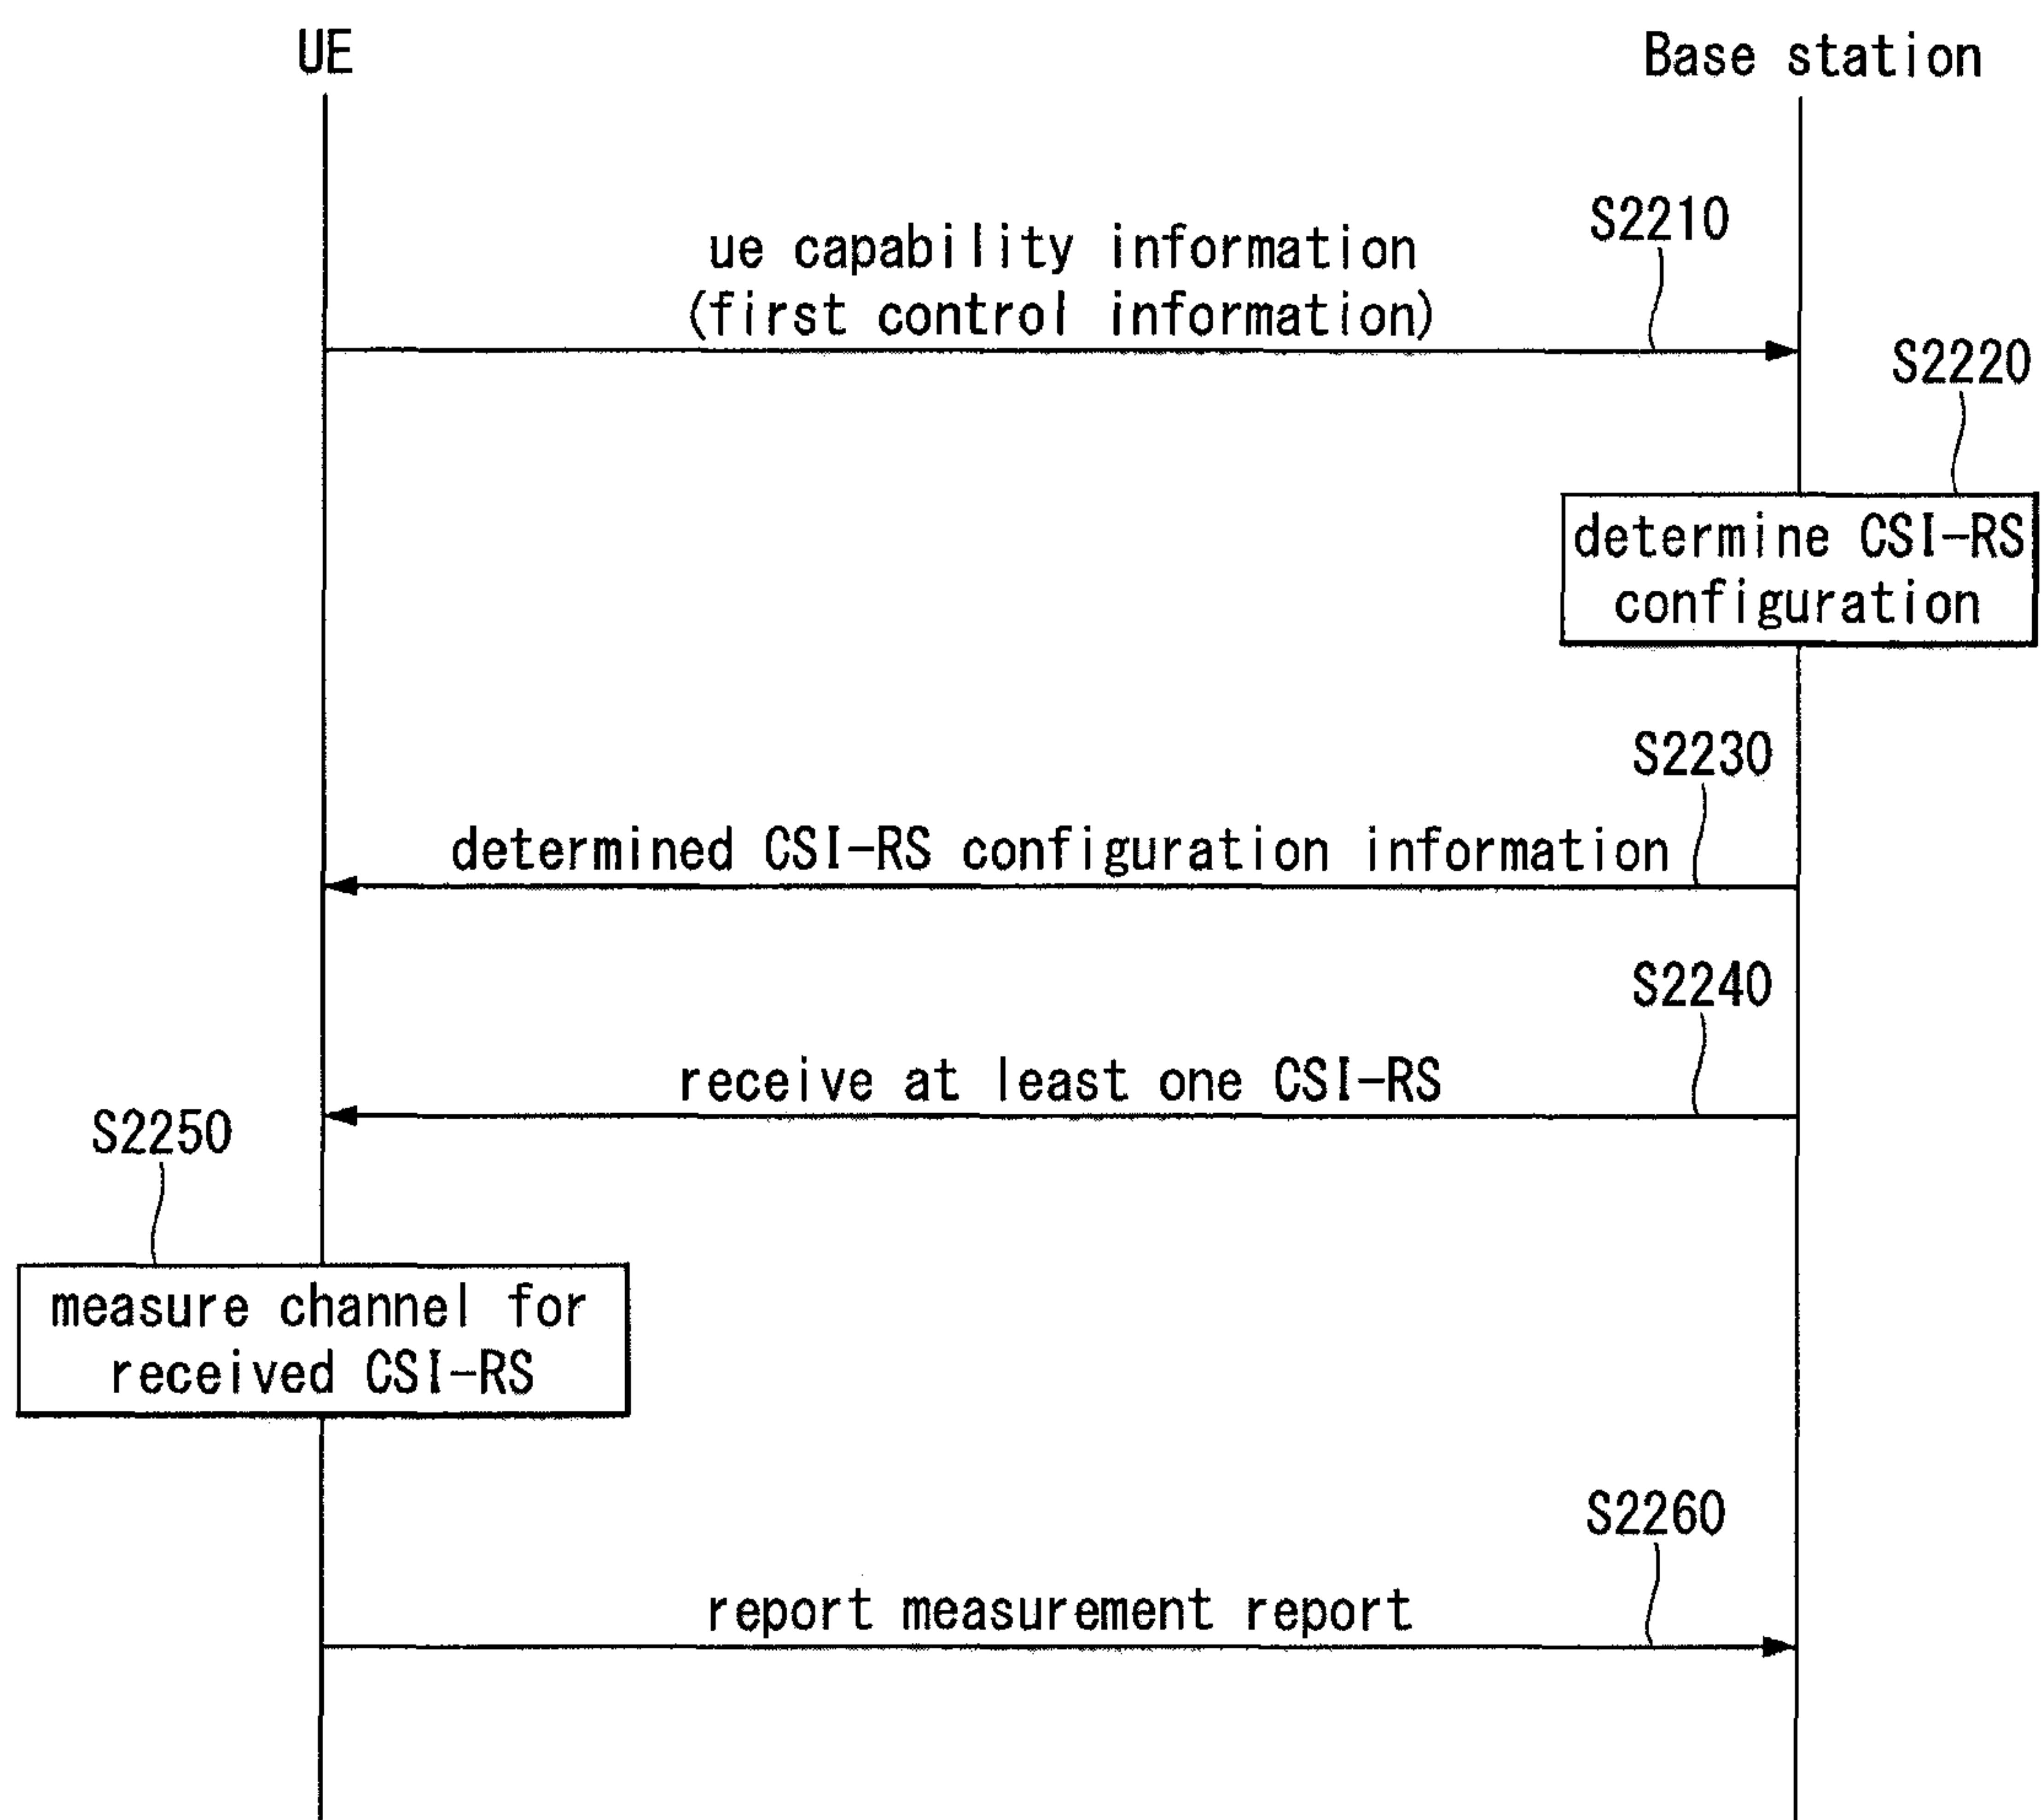 UE
Base station
S2210
ue capability information
(first control information)
S2220
determine CSI-RS
configuration
S2230
determined CSI-RS configuration information
S2240
receive at least one CSI-RS
S2250
measure channel for
received CSI-RS
S2260
report measurement report